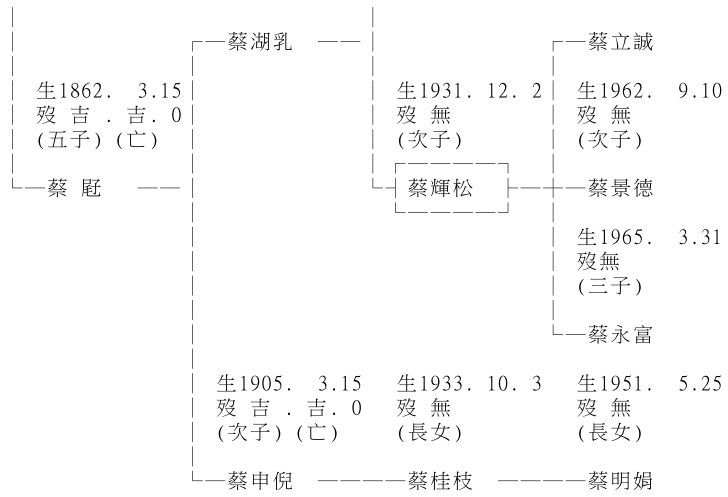 蔡湖乳 蔡立誠
生1862. 3.15 生1931. 12. 2 生1962. 9.10
歿 吉 . 吉. 0 歿 無 歿 無
(五子) (亡) (次子) (次子)
蔡 蔡輝松 蔡景德
生1965. 3.31
歿無
(三子)
蔡永富
生1905. 3.15 生1933. 10. 3 生1951. 5.25
歿 吉 . 吉. 0 歿 無 歿 無
(次子) (亡) (長女) (長女)
蔡申倪 蔡桂枝 蔡明娟